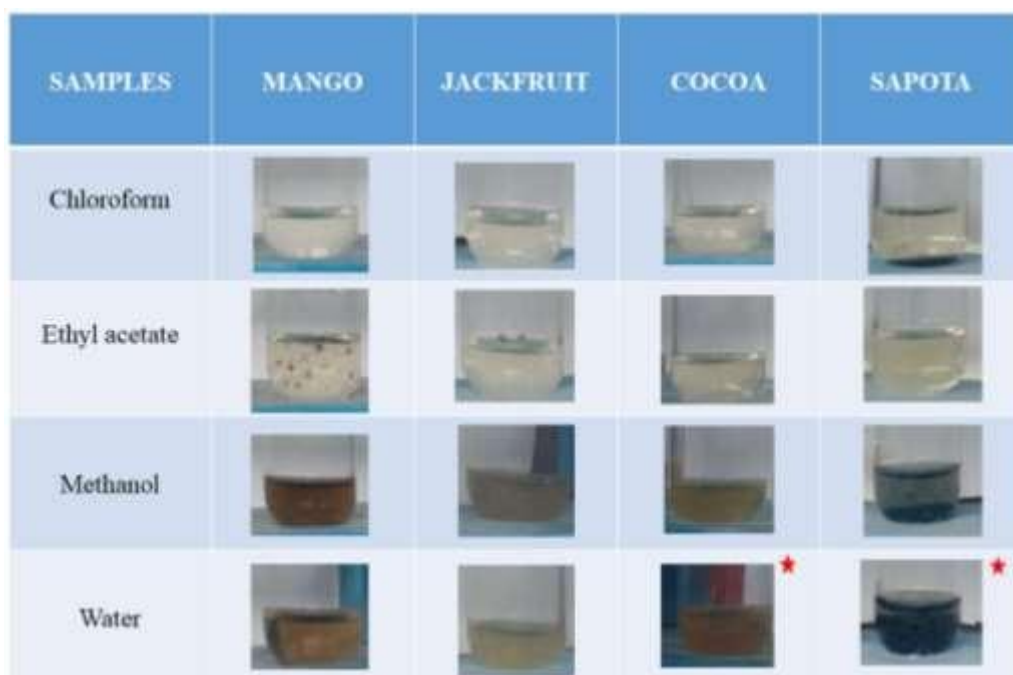 SAMPLES MANGO JACKFRUIT COCOA SAPOTA
Chloroform
Ethyl acetate
Methanol
Water